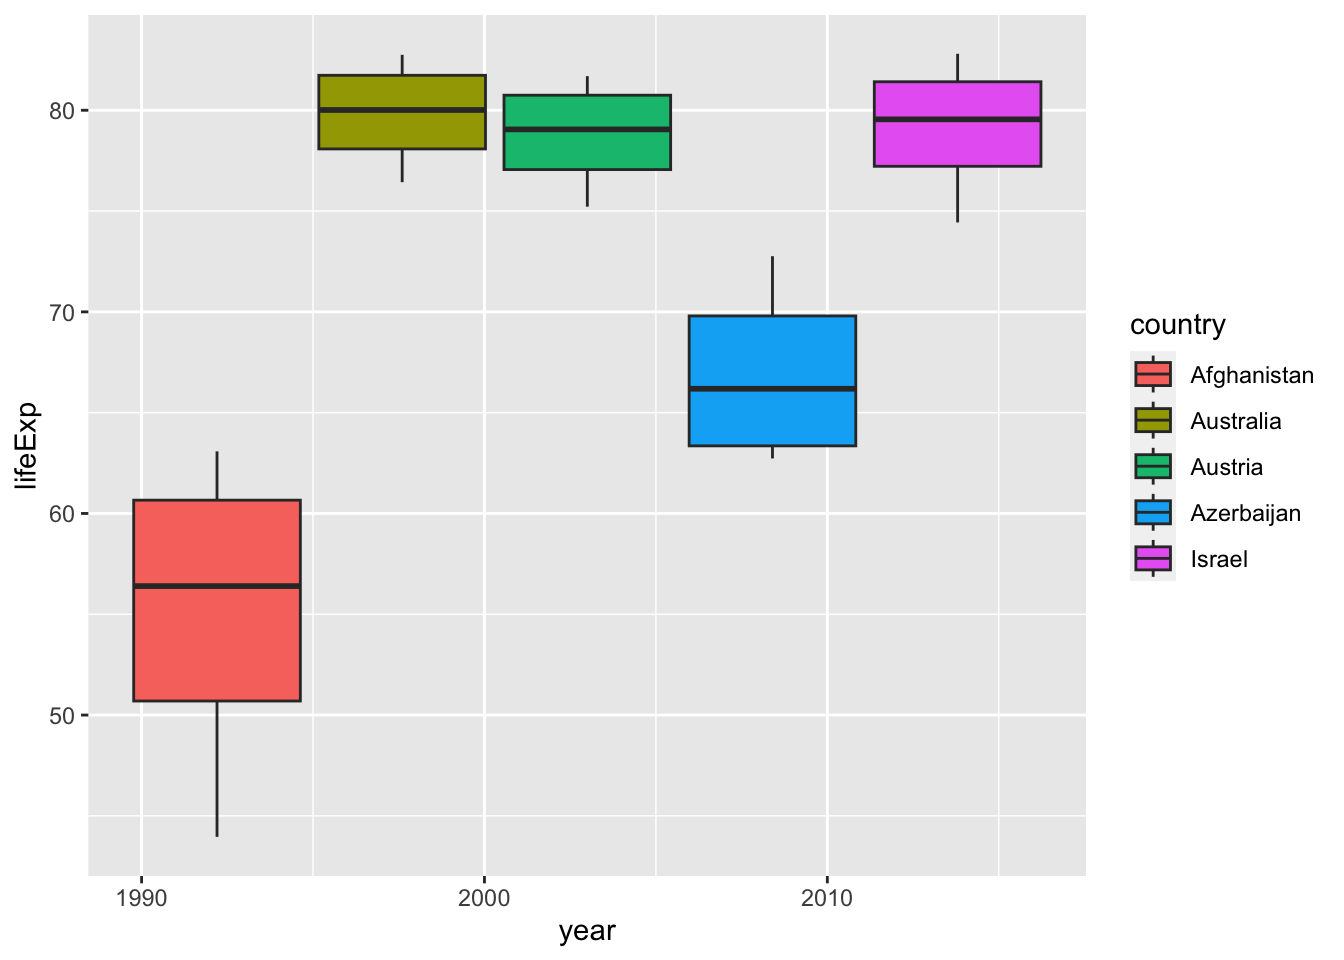 80
70
60
50
lifeExp
1990
2000
2010
year
country
Afghanistan
Australia
Austria
Azerbaijan
Israel